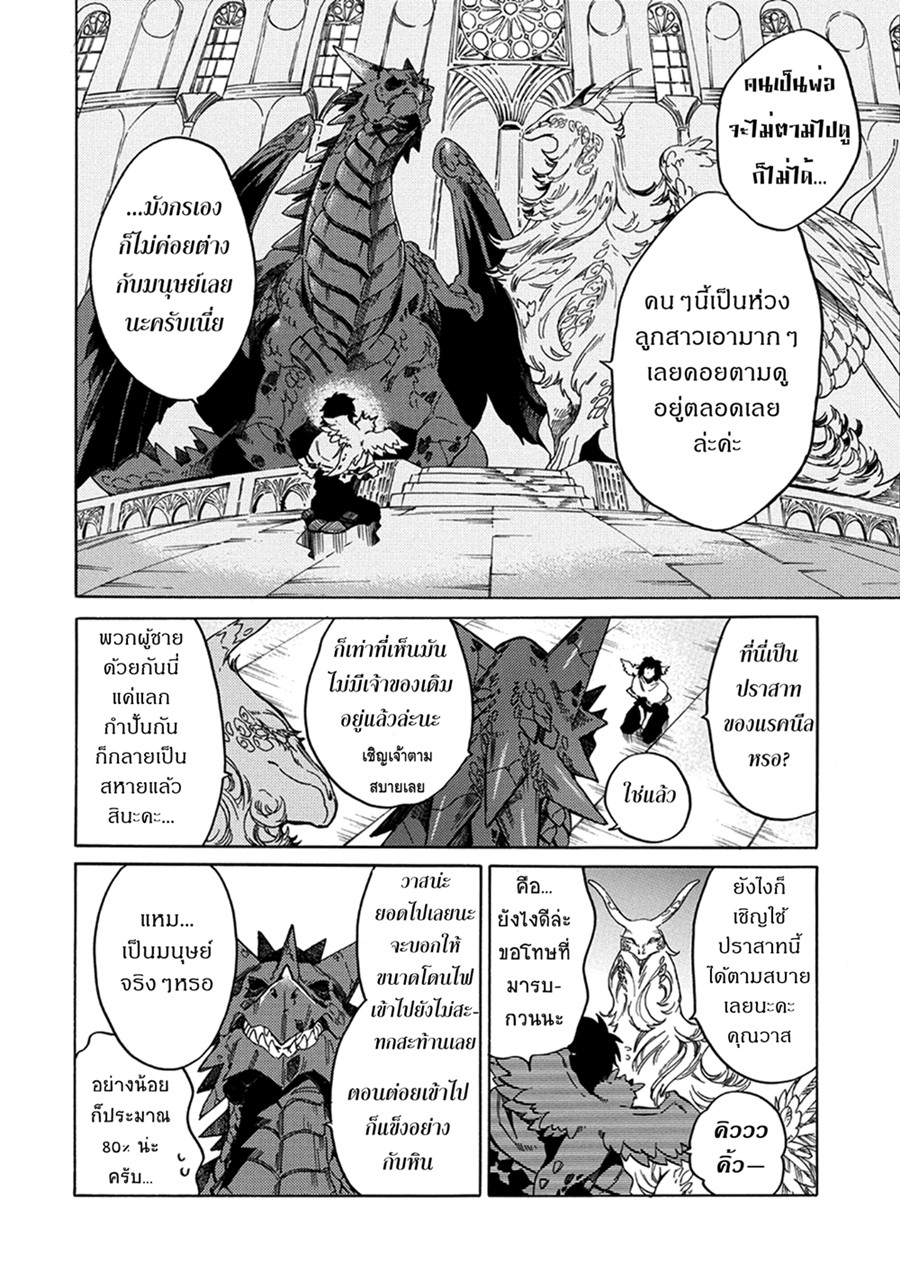 คนเป็นพ่อ
จะไม่ตามไปดู
ก็ไม่ได้...
คนๆนี้เป็นห่วง
ลูกสาวเอามากๆ
เลยคอยตามดู
อยู่ตลอดเลย
ล่ะค่ะ
...มังกรเอง
ก็ไม่ค่อยต่าง
กับมนุษย์เลย
นะครับเนี่ย
ที่นี่เป็น
ปราสาท
ของแรคนีล
หรอ?
ใช่แล้ว
ก็เท่าที่เห็นมัน
ไม่มีเจ้าของเดิม
อยู่แล้วล่ะนะ
เชิญเจ้าตาม
สบายเลย
พวกผู้ชาย
ด้วยกันนี่
แค่แลก
กำปั้นกัน
ก็กลายเป็น
สหายแล้ว
สินะคะ...
ยังไงก็
เชิญใช้
ปราสาทนี้
ได้ตามสบาย
เลยนะคะ
คุณวาส
คือ...
ยังไงดีล่ะ
ขอโทษที่
มารบ-
กวนนะ
คิววว
คิ้ว—
วาสน่ะ
ยอดไปเลยนะ
จะบอกให้
ขนาดโดนไฟ
เข้าไปยังไม่สะ-
ทกสะท้านเลย
ตอนต่อยเข้าไป
ก็แข็งอย่าง
กับหิน
แหม...
เป็นมนุษย์
จริงๆหรอ
อย่างน้อย
ก็ประมาณ
80% น่ะ
ครับ...